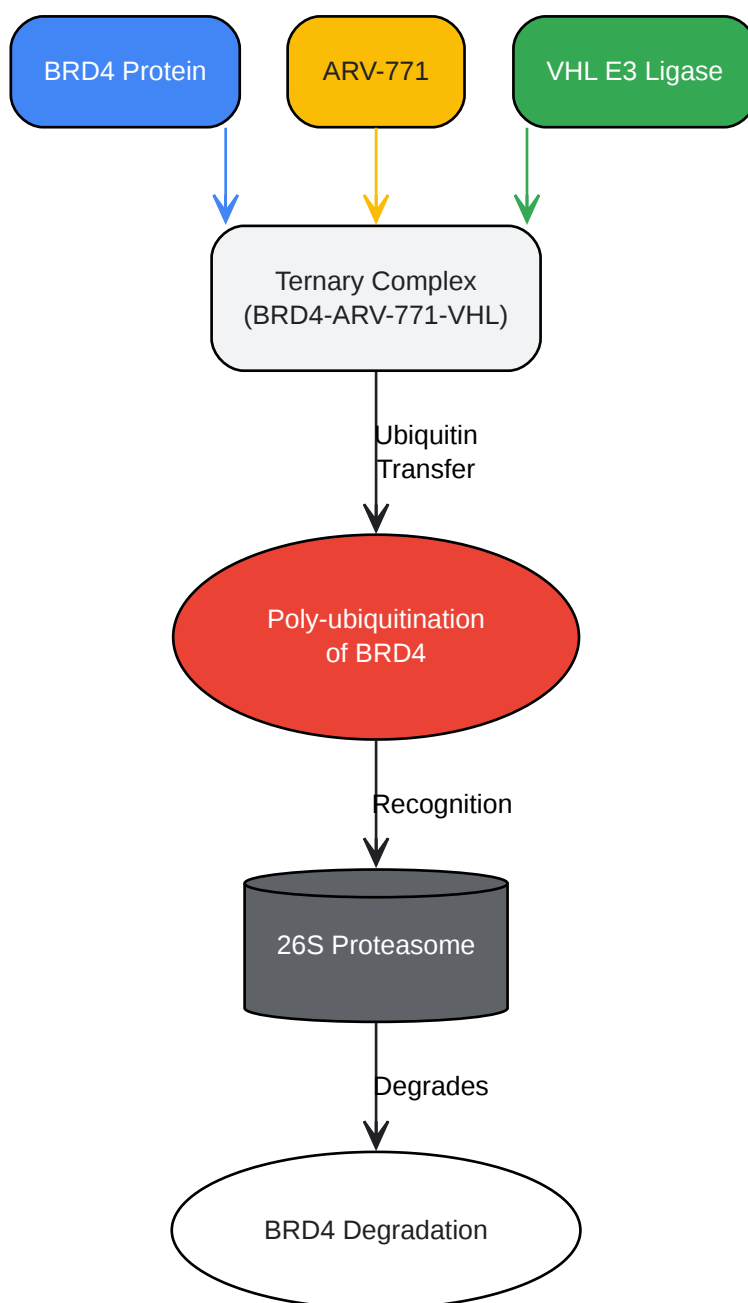 BRD4 Protein
ARV-771
VHL E3 Ligase
Ternary Complex
(BRD4-ARV-771-VHL)
Ubiquitin
Transfer
Poly-ubiquitination
of BRD4
Recognition
26S Proteasome
Degrades
BRD4 Degradation